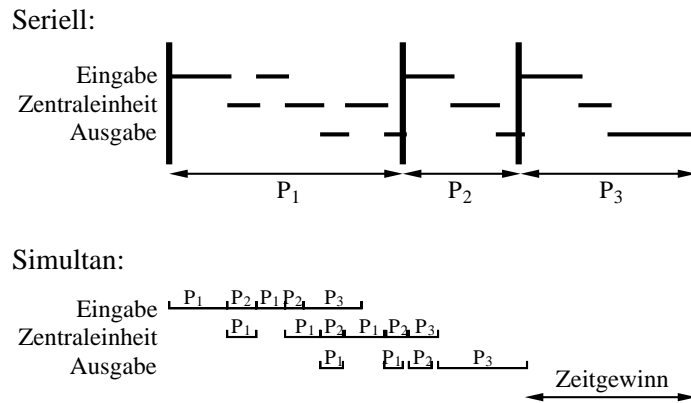 Seriell:
Eingabe
Zentraleinheit
Ausgabe
P1 P2 P3
Simultan:
Eingabe P1 P2 P1 P2 P3
Zentraleinheit P1 P1 P2 P1 P2 P3
Ausgabe P1 P1 P2 P3
Zeitgewinn